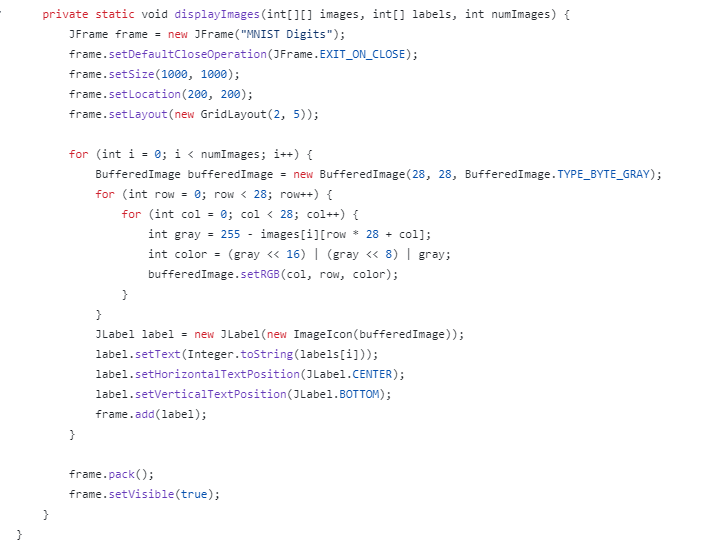 private static void displayImages(int[][] images, int[] labels, int numImages) {
JFrame frame = new JFrame("MNIST Digits");
frame.setDefaultCloseOperation(JFrame.EXIT_ON_CLOSE);
frame.setSize(1000, 1000);
frame.setLocation(200, 200);
frame.setLayout(new GridLayout(2, 5));
for (int i = 0; i < numImages; i++) {
BufferedImage bufferedImage = new BufferedImage(28, 28, BufferedImage.TYPE_BYTE_GRAY);
for (int row = 0; row < 28; row++) {
for (int col = 0; col < 28; col++) {
int gray = 255 - images[i][row * 28 + col];
int color = (gray << 16) | (gray << 8) | gray;
bufferedImage.setRGB(col, row, color);
}
}
JLabel label = new JLabel(new ImageIcon(bufferedImage));
label.setText(Integer.toString(labels[i]));
label.setHorizontalTextPosition(JLabel.CENTER);
label.setVerticalTextPosition(JLabel.BOTTOM);
frame.add(label);
}
frame.pack();
frame.setVisible(true);
}
}